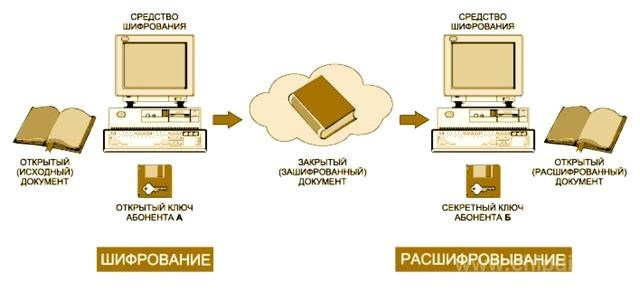 СРЕДСТВО
ШИФРОВАНИЯ
СРЕДСТВО
ШИФРОВАНИЯ
ОТКРЫТЫЙ
(ИСХОДНЫЙ)
ДОКУМЕНТ
ЗАКРЫТЫЙ
(ЗАШИФРОВАННЫЙ)
ДОКУМЕНТ
ОТКРЫТЫЙ
(РАСШИФРОВАННЫЙ)
ДОКУМЕНТ
ОТКРЫТЫЙ КЛЮЧ
АБОНЕНТА А
СЕКРЕТНЫЙ КЛЮЧ
АБОНЕНТА Б
ШИФРОВАНИЕ
РАСШИФРОВЫВАНИЕ